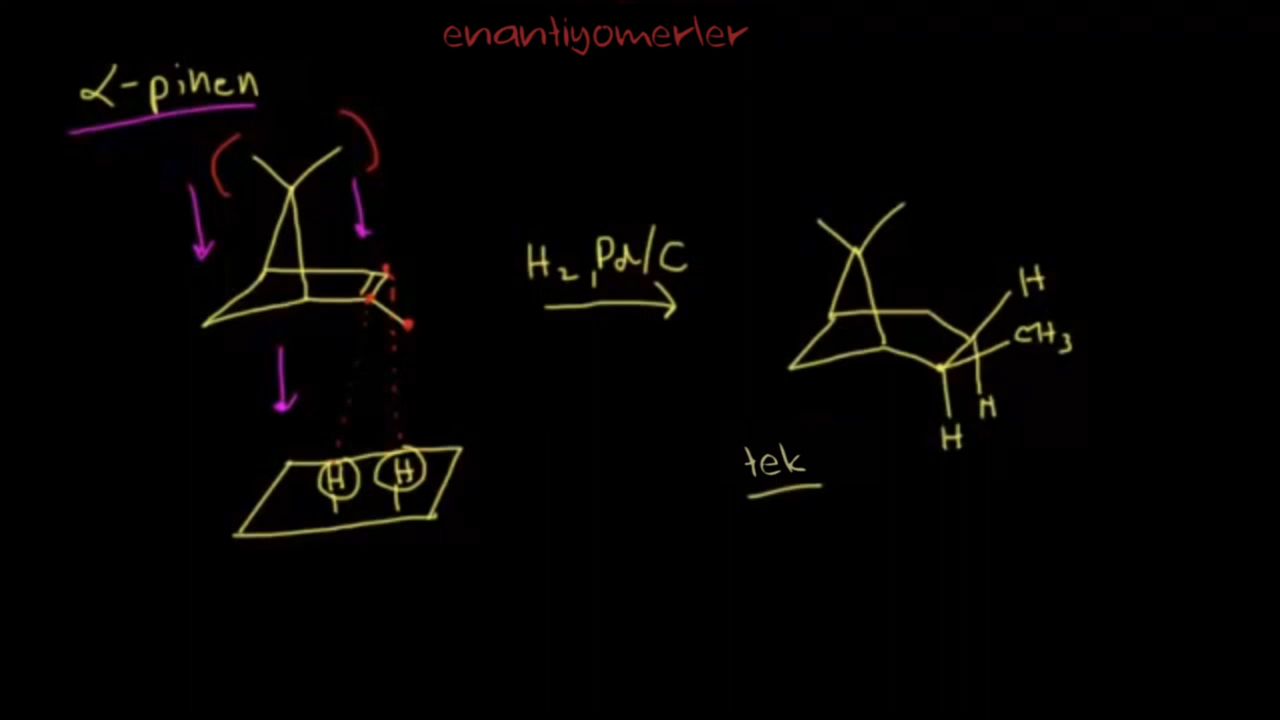 enantiyomerler
α-pinen
H₂, Pd/C
H
CH₃
H
H
tek
H H